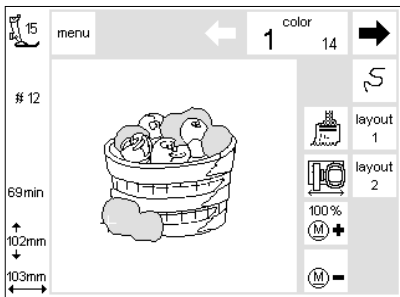 15
menu
color
1 14
# 12
layout
1
layout
2
69min
100%
M +
102mm
M -
103mm